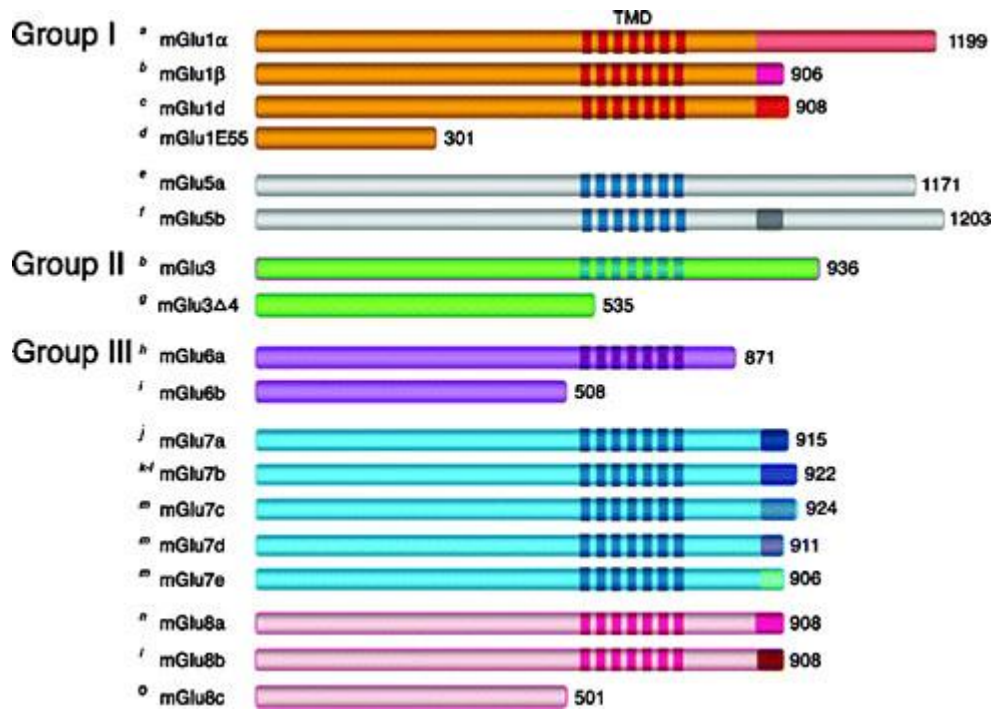 TMD
Group I a mGlu1α 1199
b mGlu1β 906
c mGlu1d 908
d mGlu1E55 301
e mGlu5a 1171
f mGlu5b 1203
Group II b mGlu3 936
g mGlu3Δ4 535
Group III h mGlu6a 871
i mGlu6b 508
j mGlu7a 915
k-l mGlu7b 922
m mGlu7c 924
m mGlu7d 911
m mGlu7e 906
n mGlu8a 908
i mGlu8b 908
o mGlu8c 501